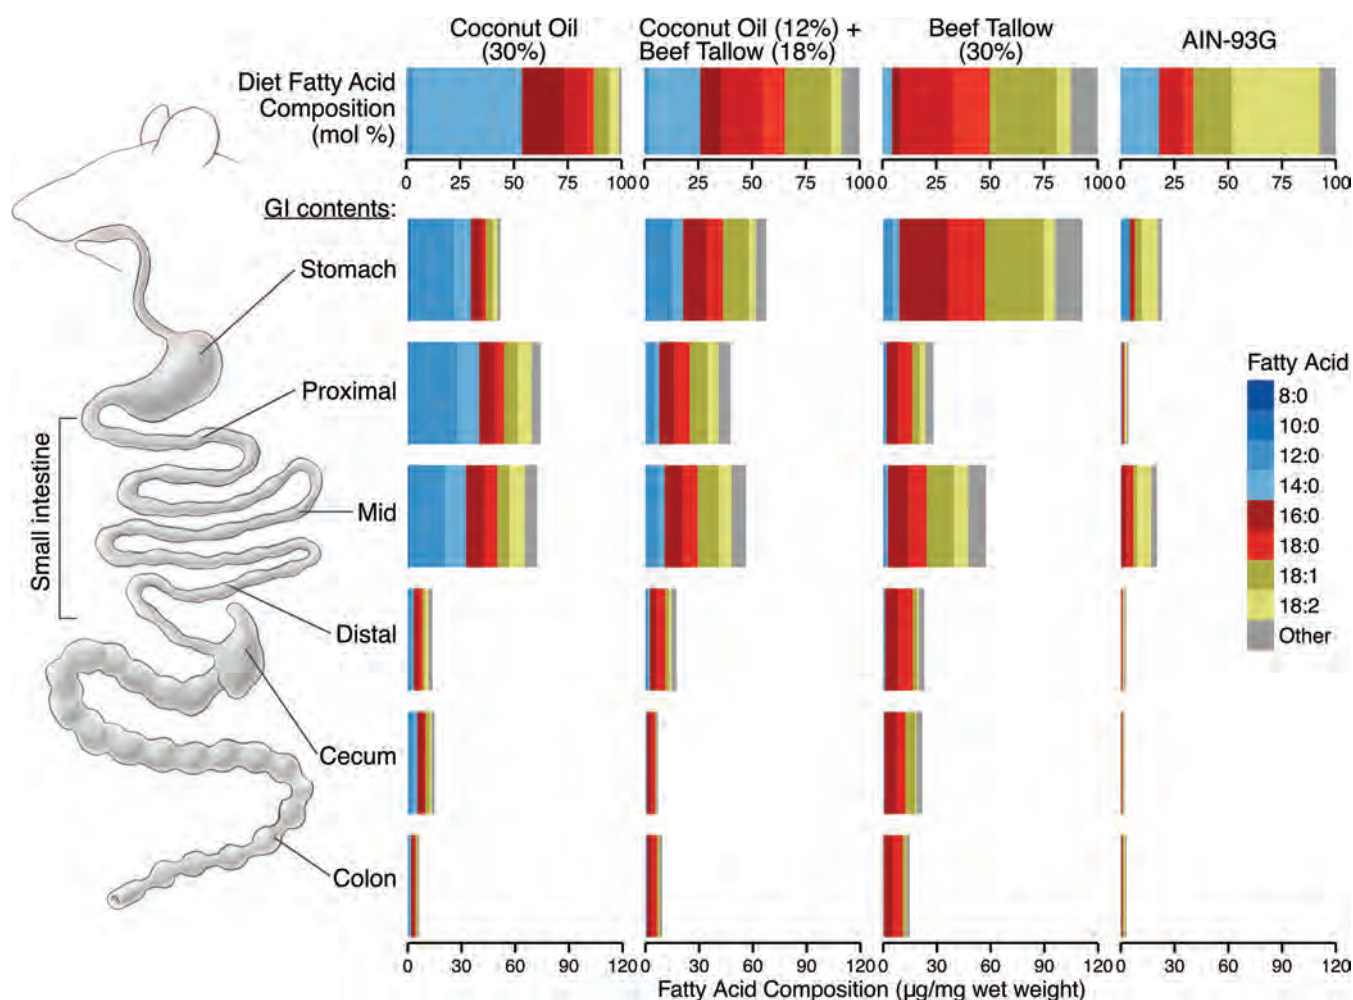 Coconut Oil
(30%)
Coconut Oil (12%) +
Beef Tallow (18%)
Beef Tallow
(30%)
AIN-93G
Diet Fatty Acid
Composition
(mol %)
0 25 50 75 100
0 25 50 75 100
0 25 50 75 100
0 25 50 75 100
GI contents:
Stomach
Proximal
Small intestine
Mid
Distal
Cecum
Colon
Fatty Acid
8:0
10:0
12:0
14:0
16:0
18:0
18:1
18:2
Other
0 30 60 90 120
0 30 60 90 120
0 30 60 90 120
0 30 60 90 120
Fatty Acid Composition (µg/mg wet weight)